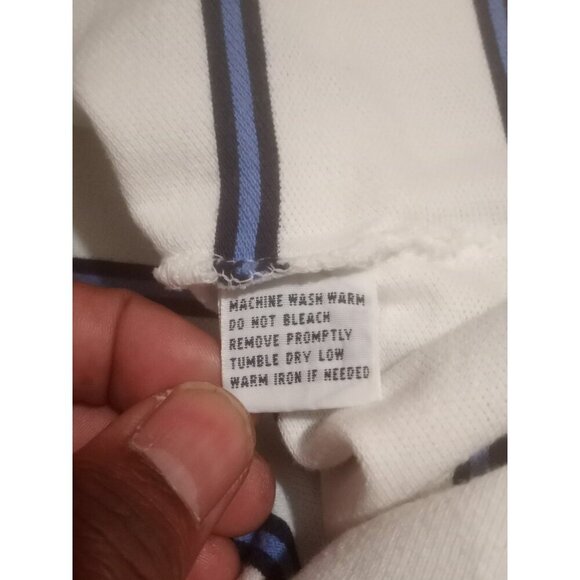 MACHINE WASH WARM
DO NOT BLEACH
REMOVE PROMPTLY
TUMBLE DRY LOW
WARM IRON IF NEEDED